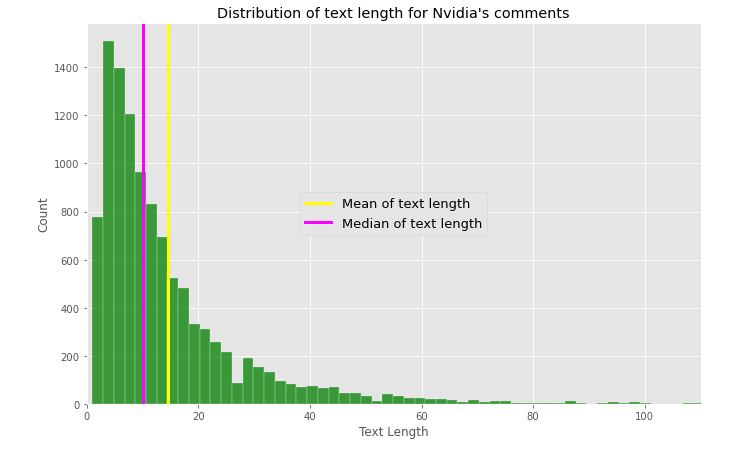 Distribution of text length for Nvidia's comments
Count
1400
1200
1000
800
600
400
200
0
Mean of text length
Median of text length
0 20 40 60 80 100
Text Length